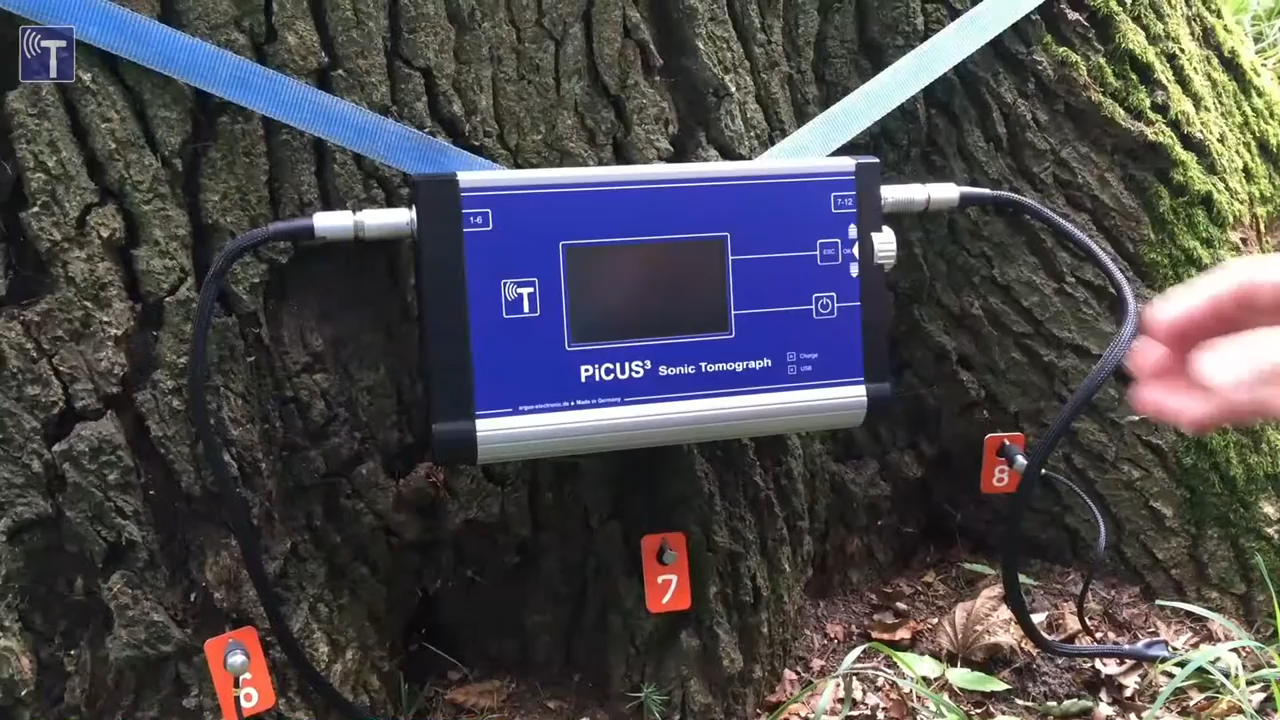 T
1-6
7-12
ESC
OK
T
PiCUS³ Sonic Tomograph
Charge
USB
argus-electronic.de Made in Germany
8
7
6